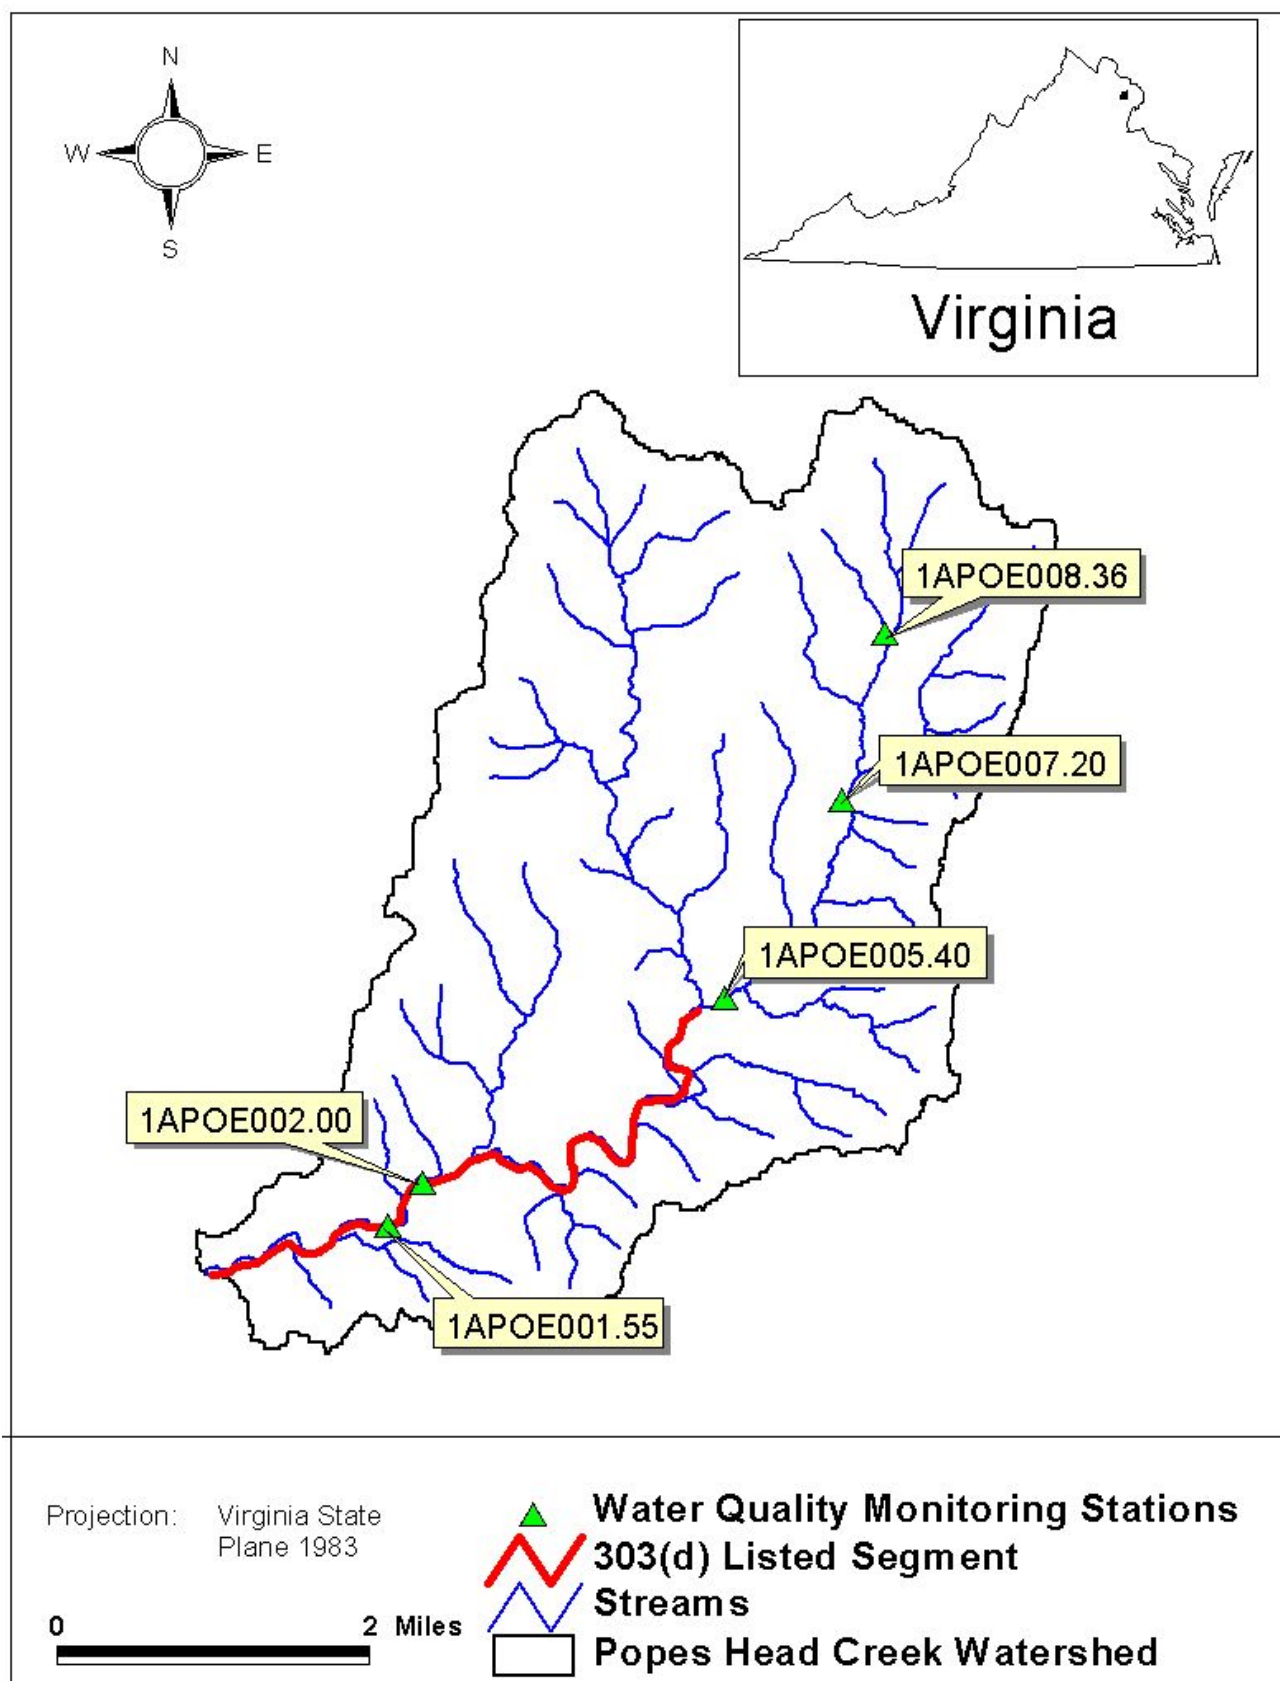 N
W E
S
Virginia
1APOE008.36
1APOE007.20
1APOE005.40
1APOE002.00
1APOE001.55
Projection: Virginia State
Plane 1983
0 2 Miles
Water Quality Monitoring Stations
303(d) Listed Segment
Streams
Popes Head Creek Watershed